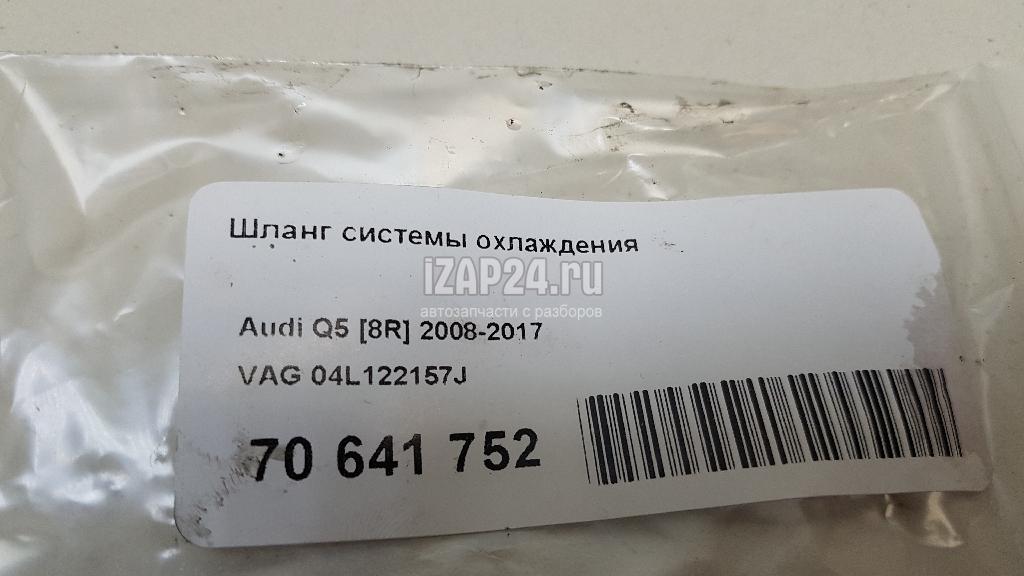 Шланг системы охлаждения
iZAP24.ru
автозапчасти с разборов
Audi Q5 [8R] 2008-2017
VAG 04L122157J
70 641 752